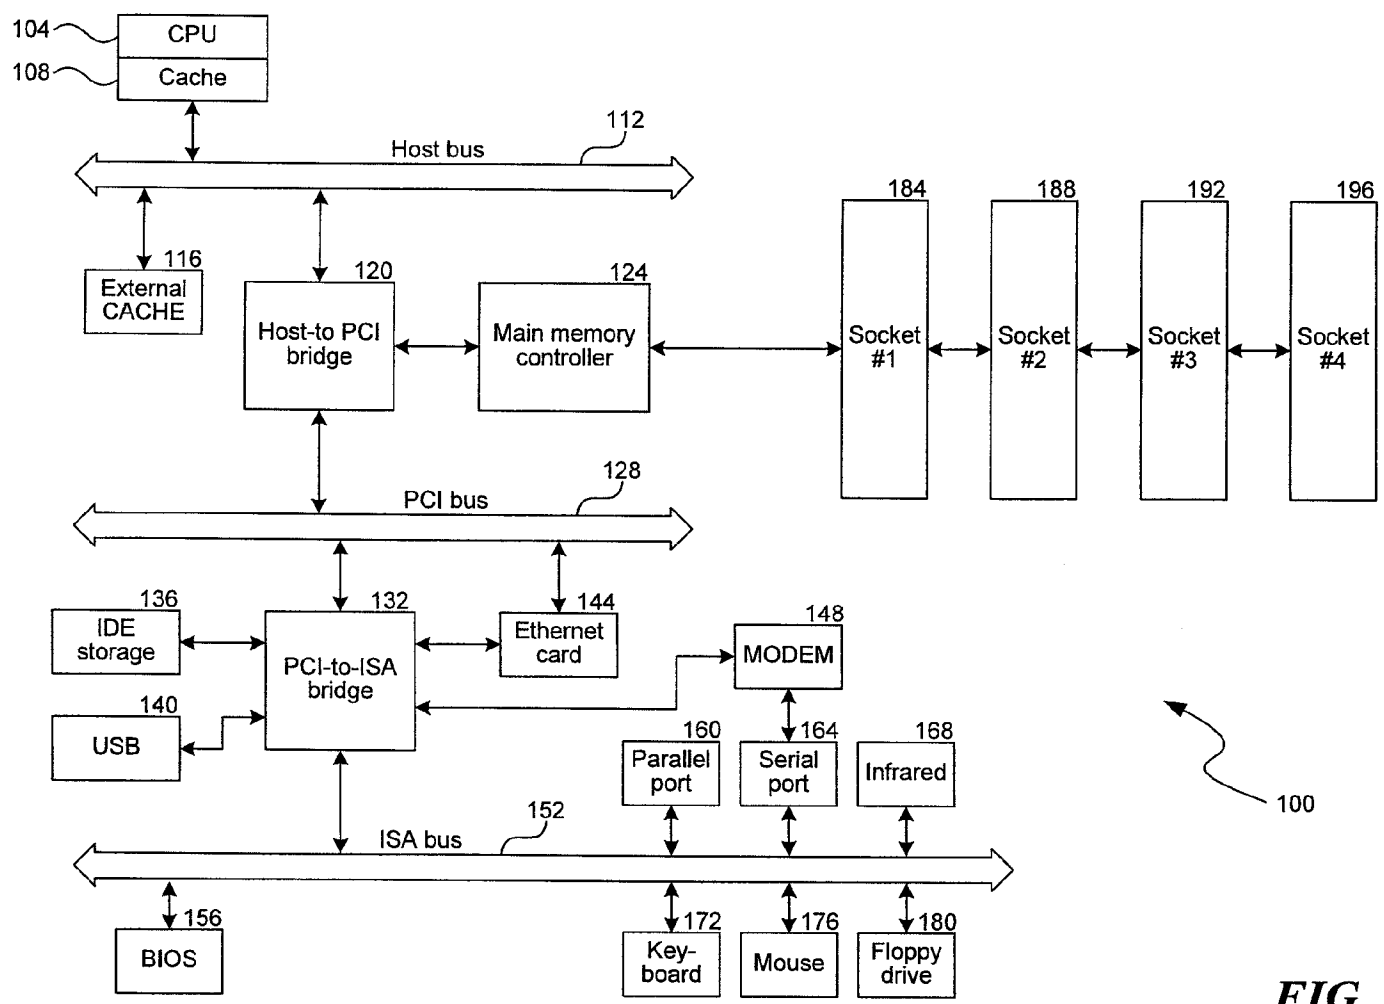 104
CPU
108
Cache
112
Host bus
184
188
192
196
116
External
CACHE
120
Host-to PCI
bridge
124
Main memory
controller
Socket
#1
Socket
#2
Socket
#3
Socket
#4
128
PCI bus
136
IDE
storage
132
PCI-to-ISA
bridge
144
Ethernet
card
148
MODEM
140
USB
160
Parallel
port
164
Serial
port
168
Infrared
100
152
ISA bus
156
BIOS
172
Key-
board
176
Mouse
180
Floppy
drive
FIG